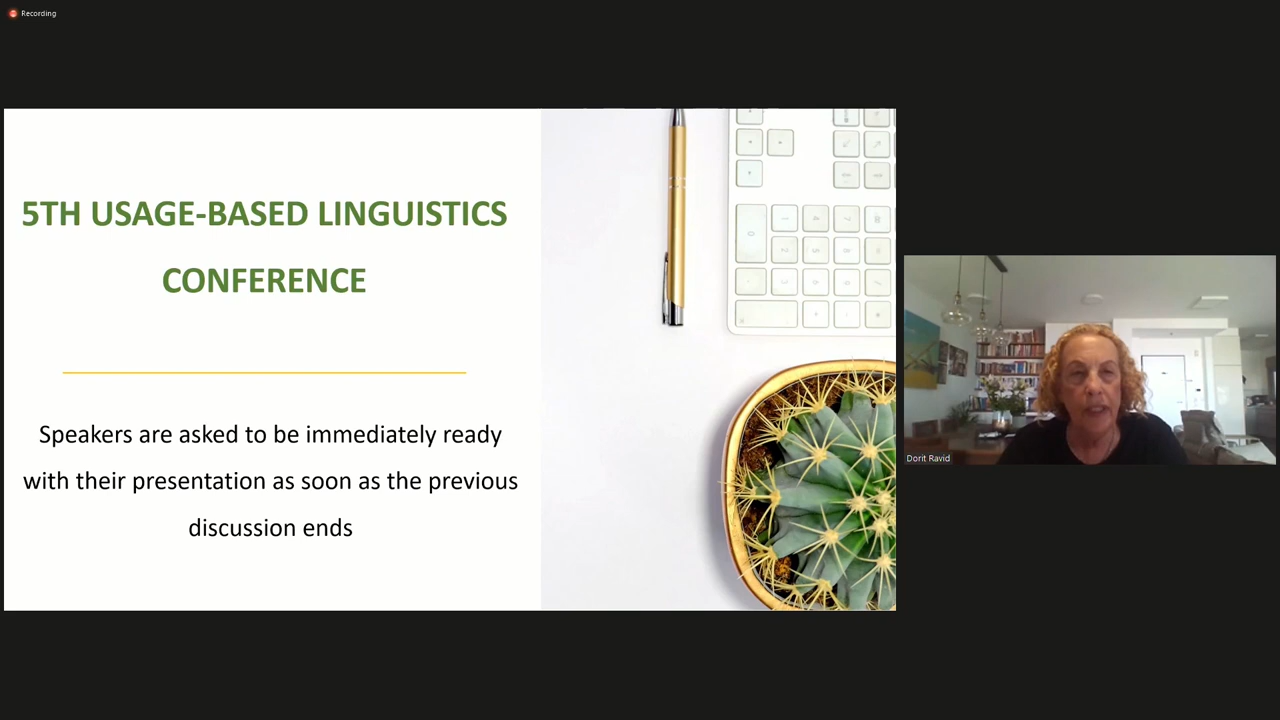 Recording
5TH USAGE-BASED LINGUISTICS
CONFERENCE
Speakers are asked to be immediately ready
with their presentation as soon as the previous
discussion ends
Dorit Ravid